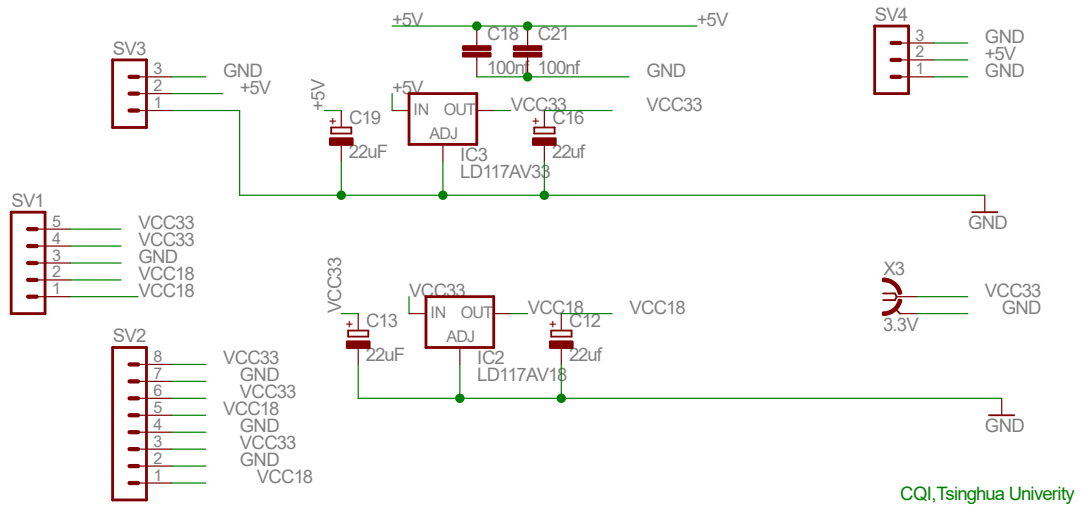 +5V
+5V
C18
C21
100nf
100nf
GND
SV4
3
GND
2
+5V
1
GND
SV3
3
GND
2
+5V
1
+5V
+5V
C19
22uF
IN
OUT
ADJ
VCC33
VCC33
C16
22uf
IC3
LD117AV33
GND
SV1
5
VCC33
4
VCC33
3
GND
2
VCC18
1
VCC18
VCC33
VCC33
C13
22uF
IN
OUT
ADJ
VCC18
VCC18
C12
22uf
IC2
LD117AV18
GND
X3
VCC33
GND
3.3V
SV2
8
VCC33
7
GND
6
VCC33
5
VCC18
4
GND
3
VCC33
2
GND
1
VCC18
CQI,Tsinghua Univerity